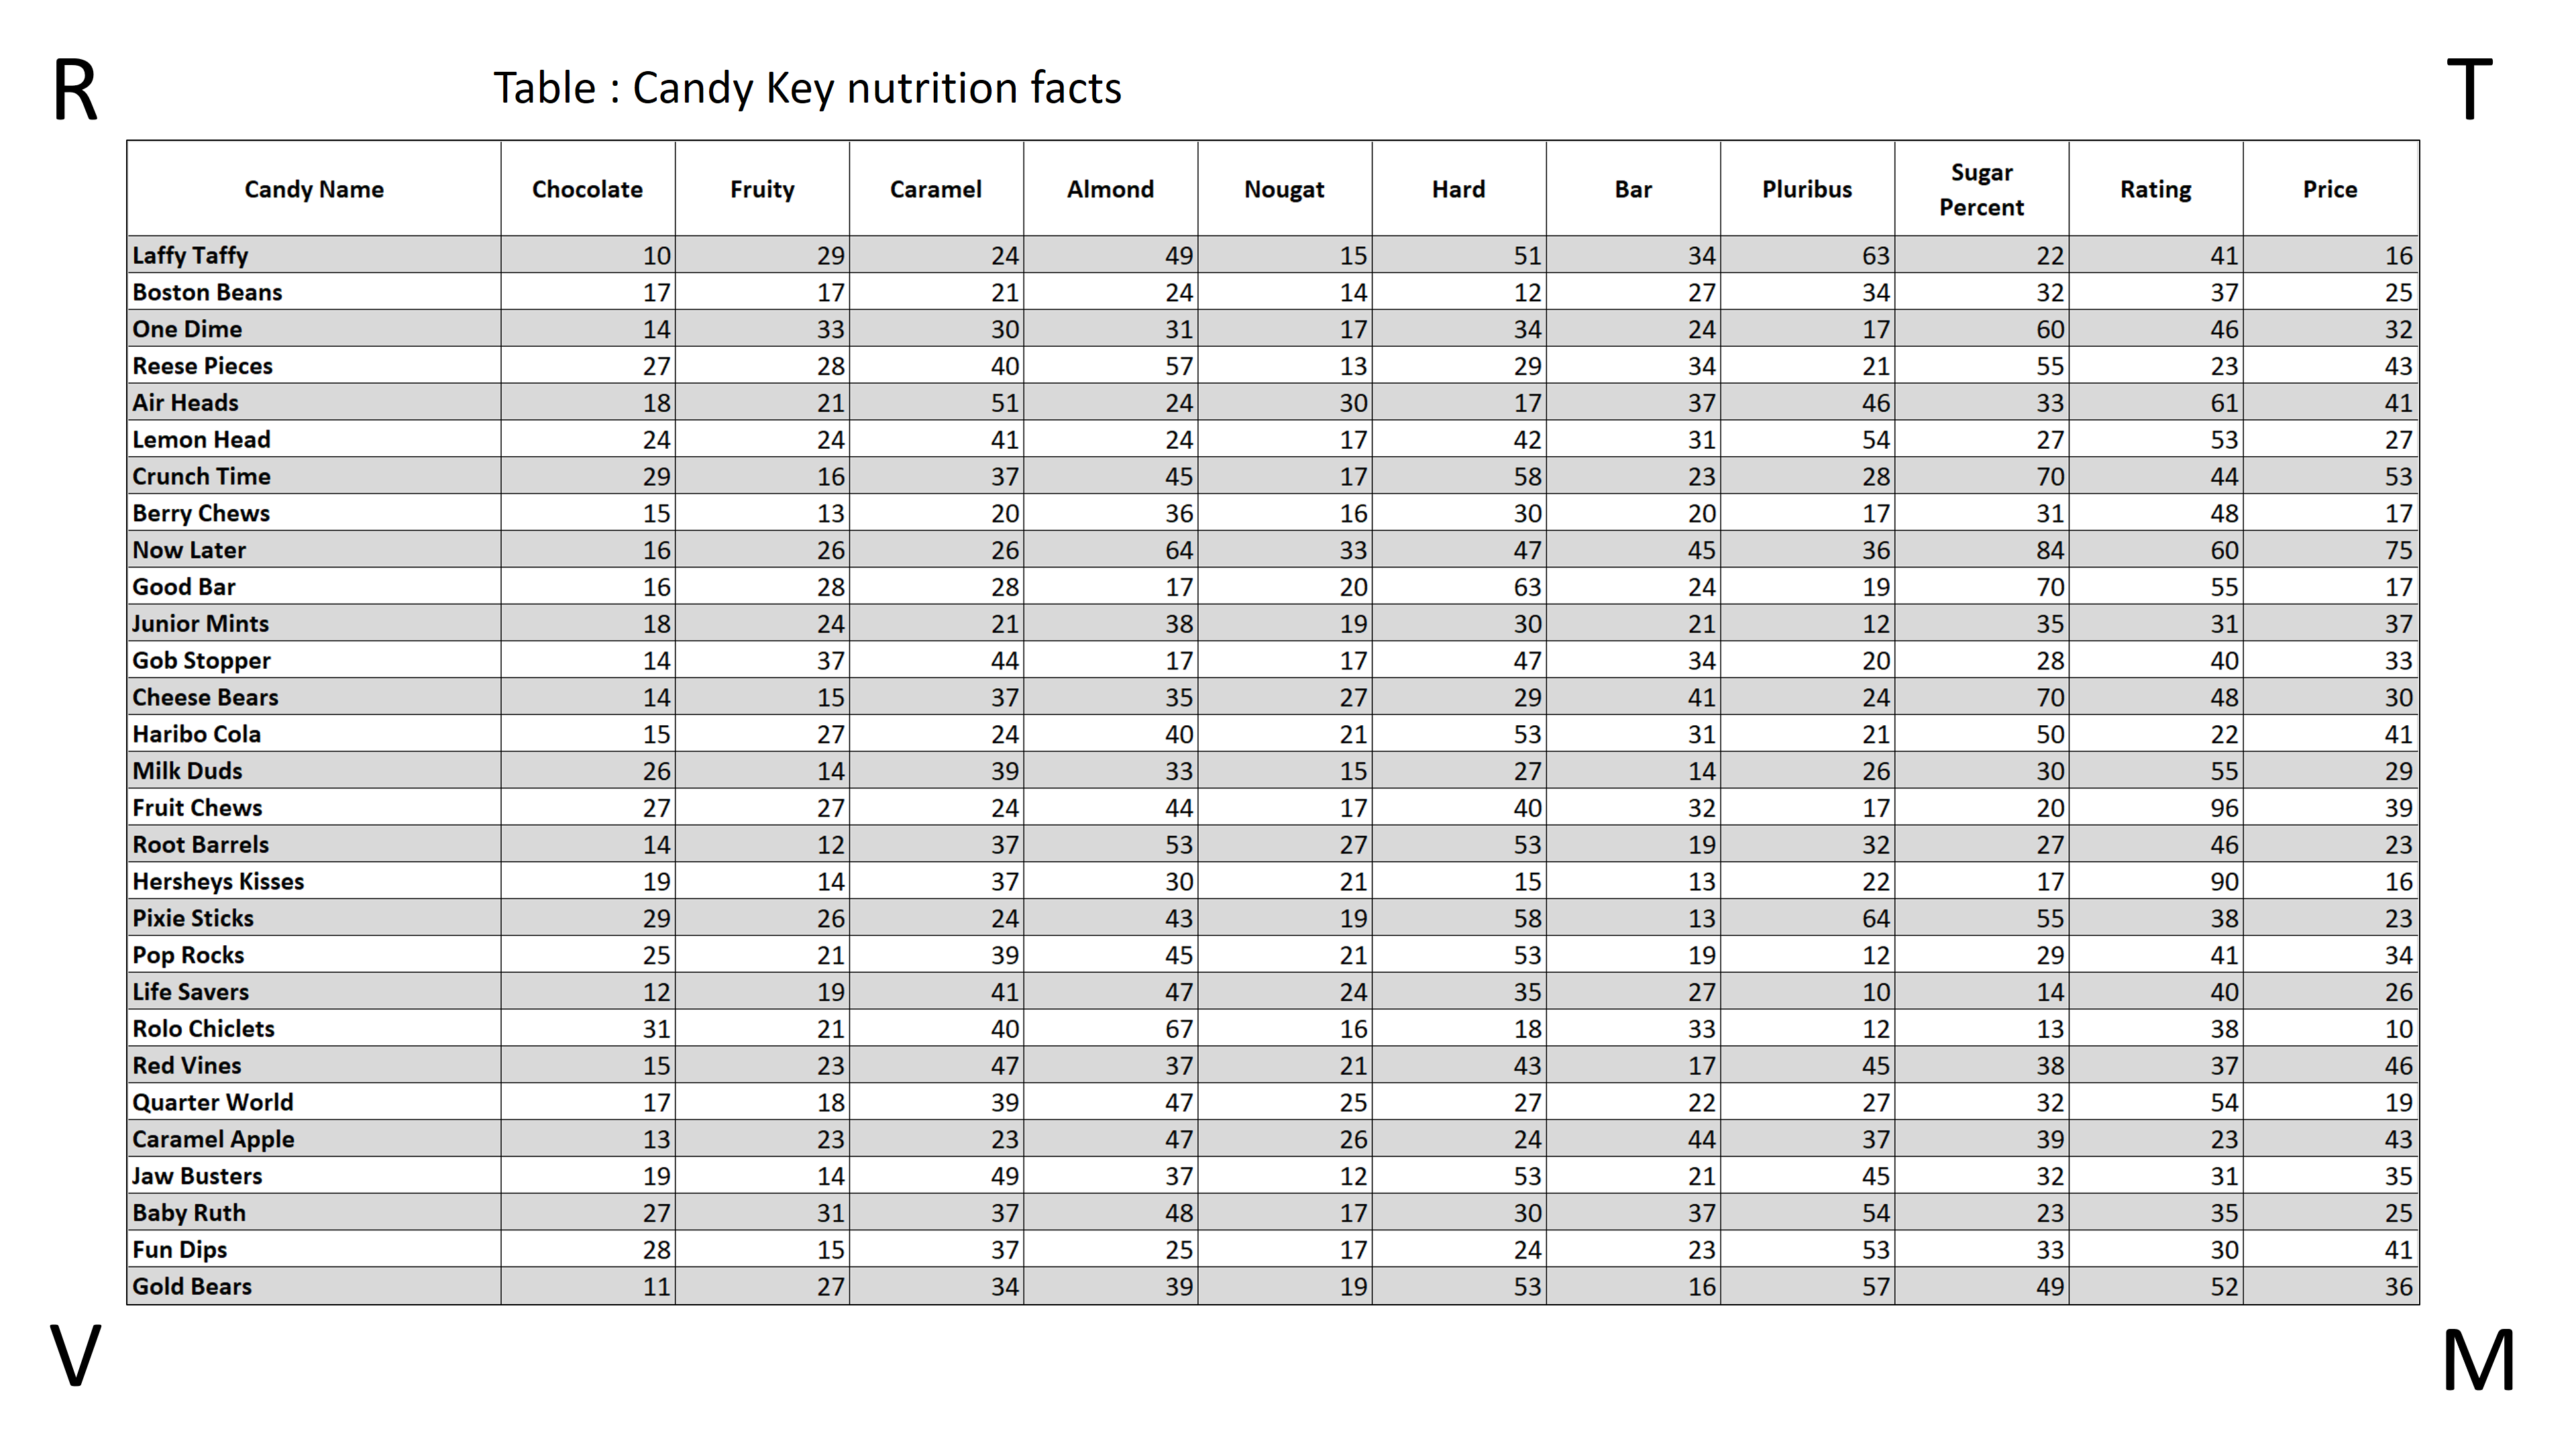 R Table : Candy Key nutrition facts T
Candy Name Chocolate Fruity Caramel Almond Nougat Hard Bar Pluribus Sugar Percent Rating Price
Laffy Taffy 10 29 24 49 15 51 34 63 22 41 16
Boston Beans 17 17 21 24 14 12 27 34 32 37 25
One Dime 14 33 30 31 17 34 24 17 60 46 32
Reese Pieces 27 28 40 57 13 29 34 21 55 23 43
Air Heads 18 21 51 24 30 17 37 46 33 61 41
Lemon Head 24 24 41 24 17 42 31 54 27 53 27
Crunch Time 29 16 37 45 17 58 23 28 70 44 53
Berry Chews 15 13 20 36 16 30 20 17 31 48 17
Now Later 16 26 26 64 33 47 45 36 84 60 75
Good Bar 16 28 28 17 20 63 24 19 70 55 17
Junior Mints 18 24 21 38 19 30 21 12 35 31 37
Gob Stopper 14 37 44 17 17 47 34 20 28 40 33
Cheese Bears 14 15 37 35 27 29 41 24 70 48 30
Haribo Cola 15 27 24 40 21 53 31 21 50 22 41
Milk Duds 26 14 39 33 15 27 14 26 30 55 29
Fruit Chews 27 27 24 44 17 40 32 17 20 96 39
Root Barrels 14 12 37 53 27 53 19 32 27 46 23
Hersheys Kisses 19 14 37 30 21 15 13 22 17 90 16
Pixie Sticks 29 26 24 43 19 58 13 64 55 38 23
Pop Rocks 25 21 39 45 21 53 19 12 29 41 34
Life Savers 12 19 41 47 24 35 27 10 14 40 26
Rolo Chiclets 31 21 40 67 16 18 33 12 13 38 10
Red Vines 15 23 47 37 21 43 17 45 38 37 46
Quarter World 17 18 39 47 25 27 22 27 32 54 19
Caramel Apple 13 23 23 47 26 24 44 37 39 23 43
Jaw Busters 19 14 49 37 12 53 21 45 32 31 35
Baby Ruth 27 31 37 48 17 30 37 54 23 35 25
Fun Dips 28 15 37 25 17 24 23 53 33 30 41
Gold Bears 11 27 34 39 19 53 16 57 49 52 36
V M